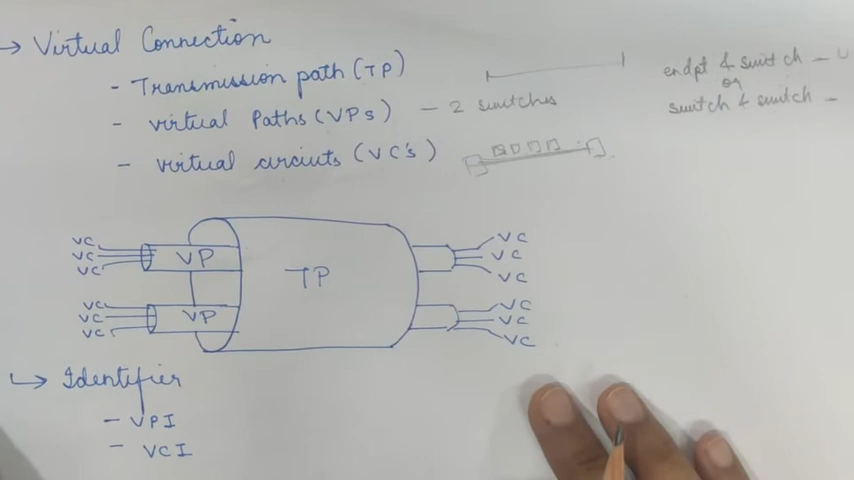 → Virtual Connection
- Transmission path (TP)
endpt & switch - U
or
- virtual Paths (VPs) - 2 switches
switch & switch -
- virtual circuits (VC's)
VC VC
VC VP VC
VC VC
TP
VC VC
VC VP VC
VC VC
↳ Identifier
- VPI
- VCI